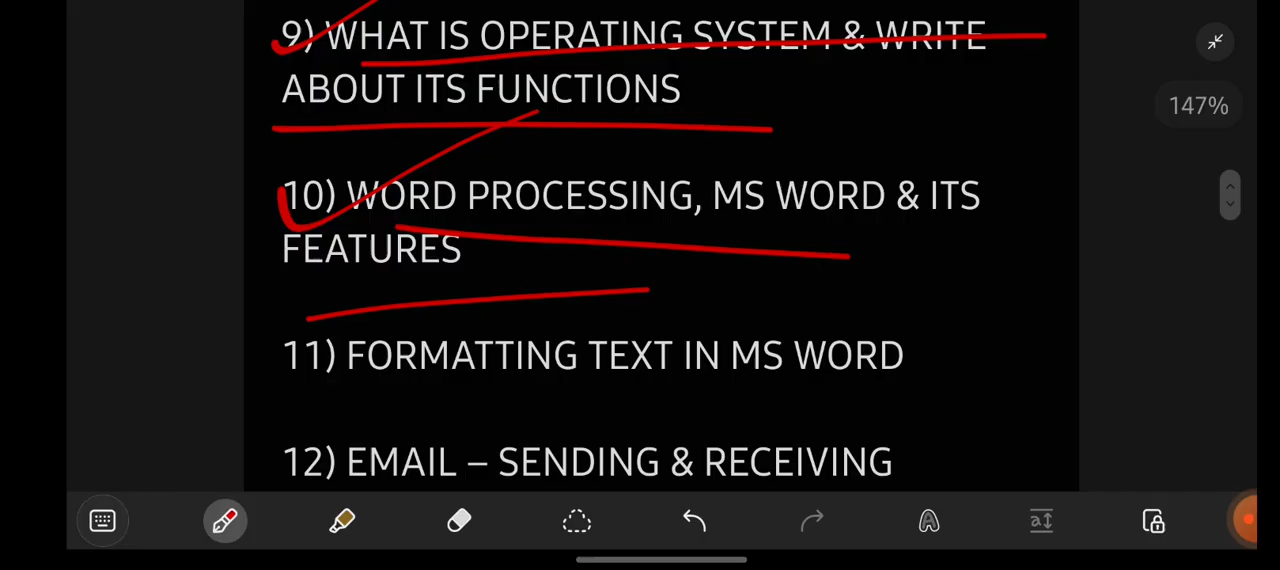 9) WHAT IS OPERATING SYSTEM & WRITE
ABOUT ITS FUNCTIONS
147%
10) WORD PROCESSING, MS WORD & ITS
FEATURES
11) FORMATTING TEXT IN MS WORD
12) EMAIL – SENDING & RECEIVING